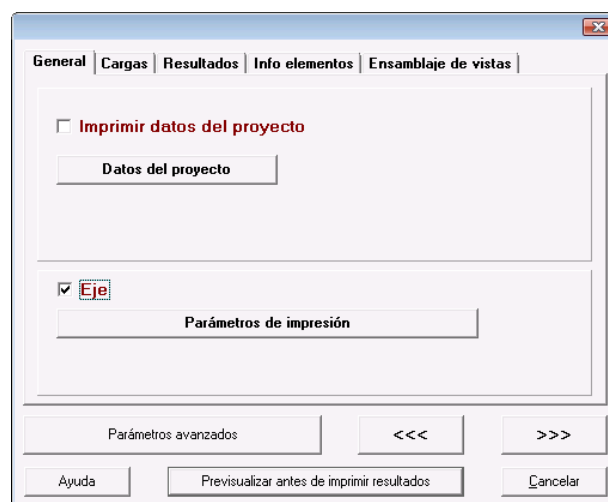 General Cargas Resultados Info elementos Ensamblaje de vistas
Imprimir datos del proyecto
Datos del proyecto
Eje
Parámetros de impresión
Parámetros avanzados <<< >>>
Ayuda Previsualizar antes de imprimir resultados Cancelar